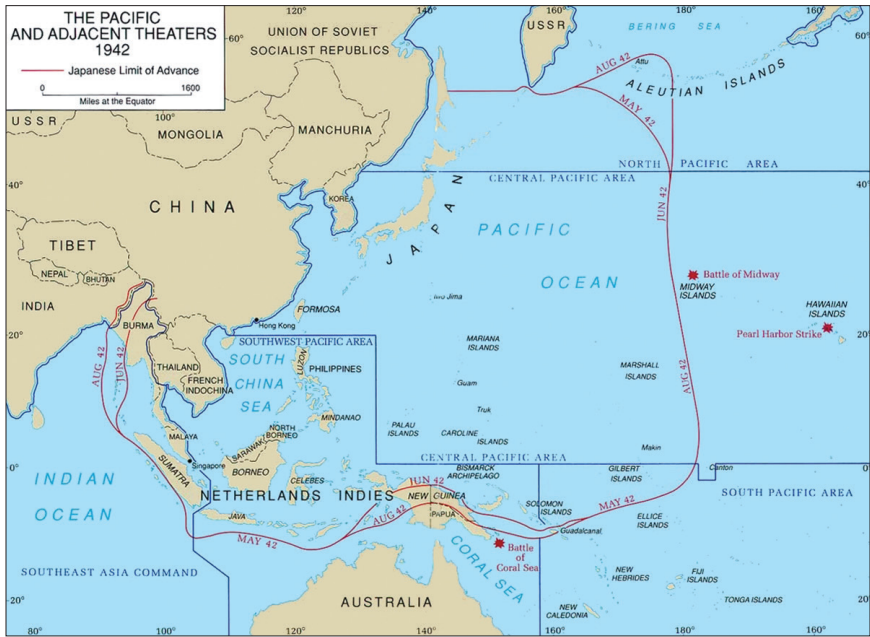 THE PACIFIC
AND ADJACENT THEATERS
1942
Japanese Limit of Advance
0 1600
Miles at the Equator
120° 140° 160° 180° 160°
60° 60°
UNION OF SOVIET
SOCIALIST REPUBLICS
USSR
BERING SEA
AUG 42
Attu
ALEUTIAN ISLANDS
MAY 42
USSR
100°
MONGOLIA
MANCHURIA
NORTH PACIFIC AREA
CENTRAL PACIFIC AREA
40° 40°
KOREA
CHINA
JAPAN
JUN 42
PACIFIC
OCEAN
TIBET
NEPAL
BHUTAN
INDIA
BURMA
Battle of Midway
MIDWAY
ISLANDS
Iwo Jima
HAWAIIAN
ISLANDS
Pearl Harbor Strike
FORMOSA
Hong Kong
20° 20°
SOUTHWEST PACIFIC AREA
MARIANA
ISLANDS
AUG 42
JUN 42
THAILAND
FRENCH
INDOCHINA
SOUTH
CHINA
SEA
LUZON
PHILIPPINES
MARSHALL
ISLANDS
AUG 42
Guam
Truk
MINDANAO
PALAU
ISLANDS
CAROLINE
ISLANDS
MALAYA
NORTH
BORNEO
SARAWAK
Makin
CENTRAL PACIFIC AREA
0° 0°
Singapore
SUMATRA
BORNEO
CELEBES
BISMARCK
ARCHIPELAGO
GILBERT
ISLANDS
Canton
INDIAN
OCEAN
JUN 42
NETHERLANDS INDIES
NEW GUINEA
SOUTH PACIFIC AREA
JAVA
AUG 42
PAPUA
SOLOMON
ISLANDS
MAY 42
ELLICE
ISLANDS
Guadalcanal
MAY 42
Battle
of
Coral Sea
CORAL SEA
SOUTHEAST ASIA COMMAND
NEW
HEBRIDES
FIJI
ISLANDS
TONGA ISLANDS
AUSTRALIA
NEW
CALEDONIA
20° 20°
80° 100° 120° 140° 160° 180° 160°